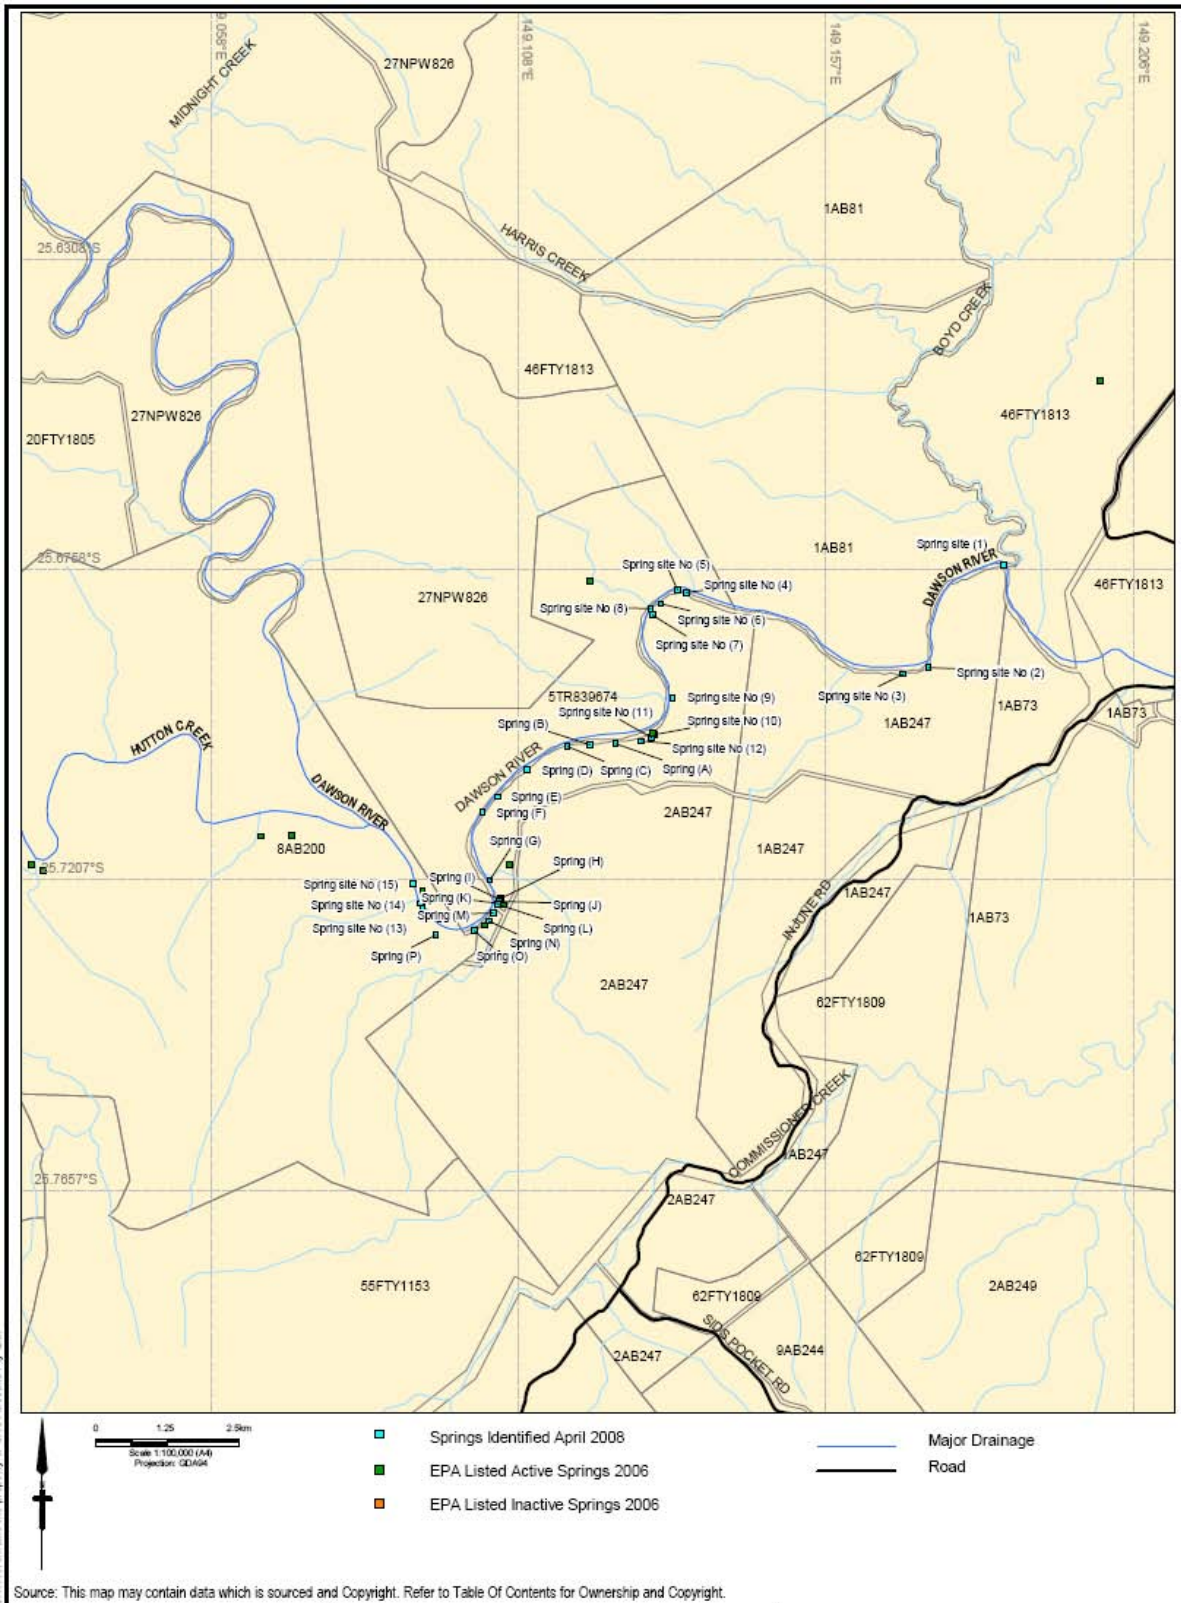 9.058°E
149.108°E
149.157°E
149.206°E
MIDNIGHT CREEK
27NPW826
1AB81
HARRIS CREEK
25.6308°S
BOYD CREEK
46FTY1813
27NPW826
46FTY1813
20FTY1805
25.6758°S
1AB81
Spring site (1)
DAWSON RIVER
46FTY1813
Spring site No (5)
Spring site No (4)
27NPW826
Spring site No (8)
Spring site No (6)
Spring site No (7)
Spring site No (2)
Spring site No (3)
5TR839674
Spring site No (9)
1AB73
1AB247
1AB73
Spring site No (11)
Spring site No (10)
Spring (B)
Spring site No (12)
HUTTON CREEK
DAWSON RIVER
Spring (D)
Spring (C)
Spring (A)
DAWSON RIVER
Spring (E)
Spring (F)
2AB247
Spring (G)
8AB200
1AB247
Spring (H)
25.7207°S
Spring (I)
Spring site No (15)
1AB247
Spring (K)
Spring (J)
Spring site No (14)
Spring (M)
1AB73
INJUNE RD
Spring site No (13)
Spring (L)
Spring (N)
Spring (P)
Spring (O)
2AB247
62FTY1809
COMMISSIONER CREEK
1AB247
25.7657°S
2AB247
62FTY1809
55FTY1153
2AB249
62FTY1809
SIDS POCKET RD
2AB247
9AB244
0 1.25 2.5km
Scale 1:100,000 (A4)
Projection: GDA94
Springs Identified April 2008
EPA Listed Active Springs 2006
EPA Listed Inactive Springs 2006
Major Drainage
Road
Source: This map may contain data which is sourced and Copyright. Refer to Table Of Contents for Ownership and Copyright.